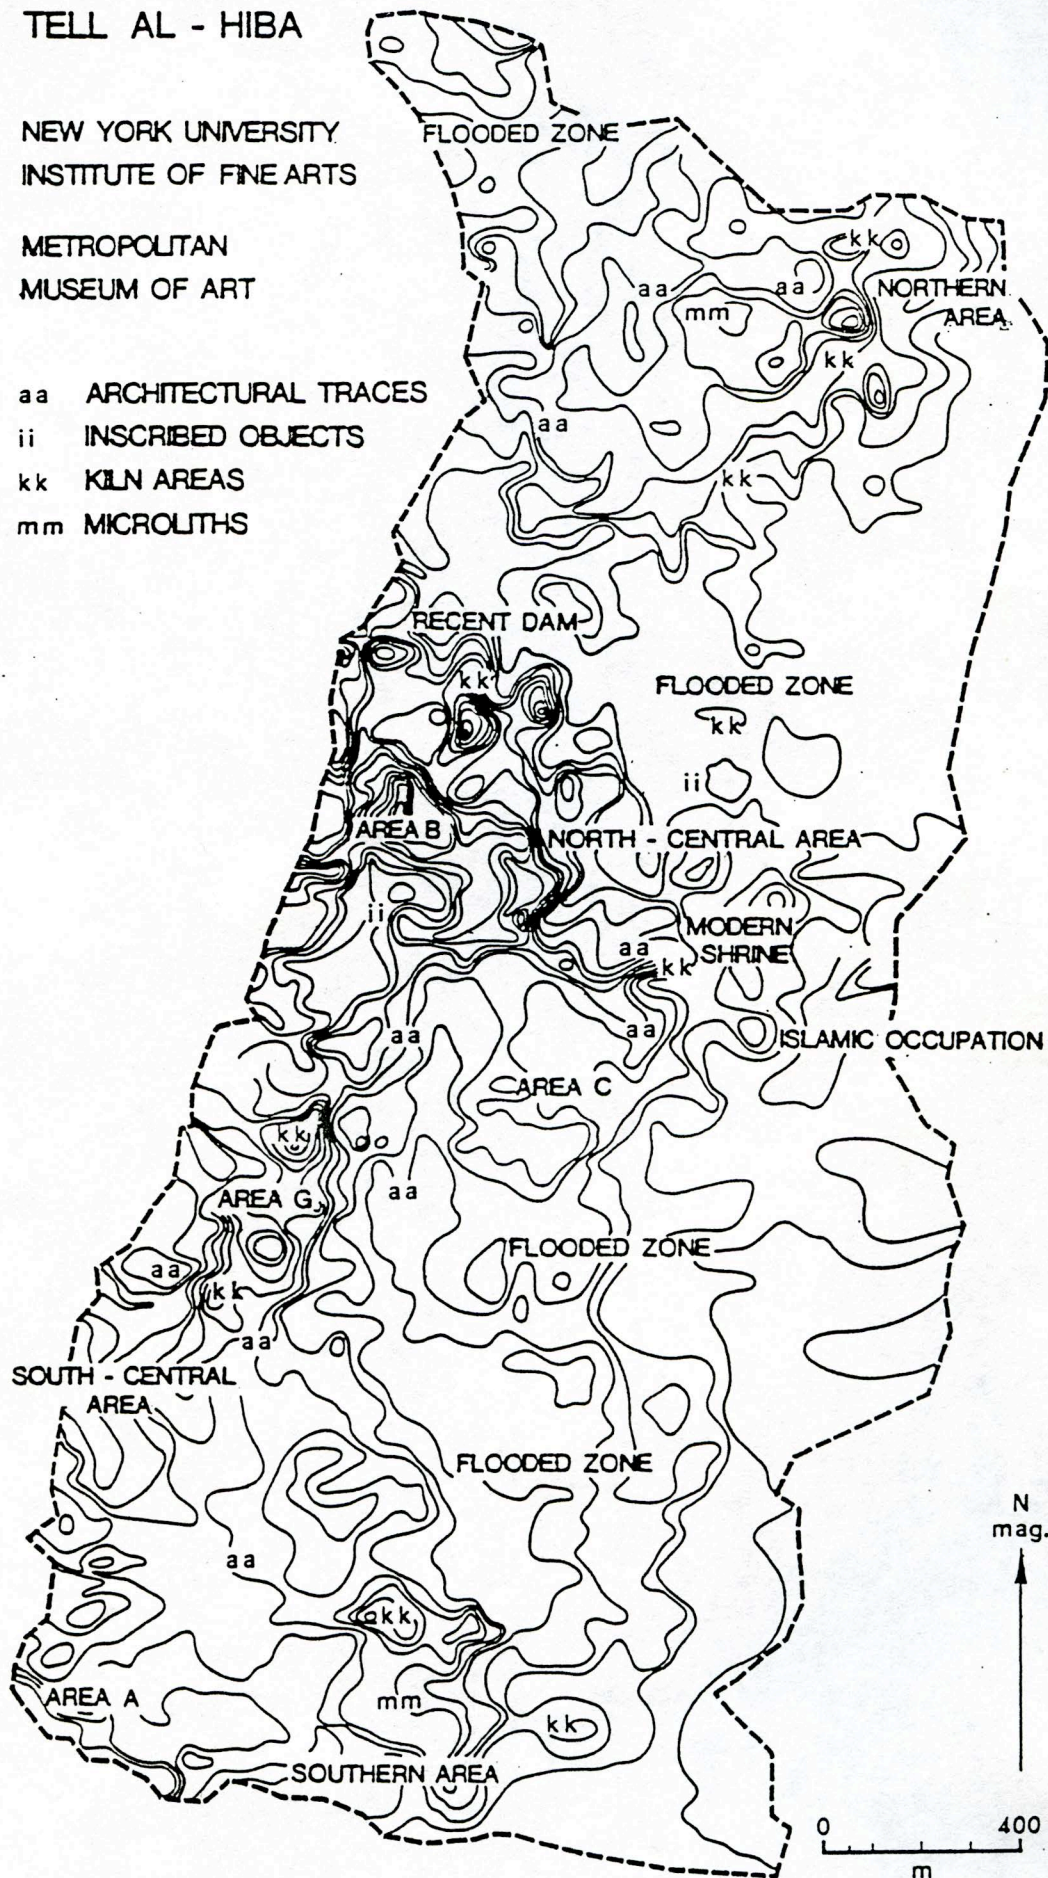 TELL AL - HIBA
NEW YORK UNIVERSITY
INSTITUTE OF FINE ARTS
METROPOLITAN
MUSEUM OF ART
aa ARCHITECTURAL TRACES
ii INSCRIBED OBJECTS
kk KILN AREAS
mm MICROLITHS
FLOODED ZONE
kk
aa
aa
NORTHERN
AREA
mm
kk
aa
kk
RECENT DAM
kk
FLOODED ZONE
kk
ii
AREA B
NORTH - CENTRAL AREA
ii
MODERN
SHRINE
aa
kk
aa
aa
ISLAMIC OCCUPATION
AREA C
kk
aa
AREA G
FLOODED ZONE
aa
kk
aa
SOUTH - CENTRAL
AREA
FLOODED ZONE
N
mag.
aa
kk
AREA A
mm
kk
SOUTHERN AREA
0 400
m